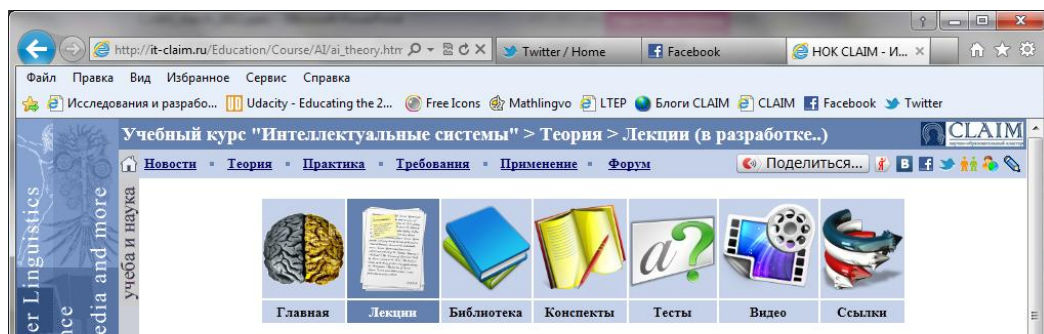 http://it-claim.ru/Education/Course/AI/ai_theory.htm
Twitter / Home
Facebook
НОК CLAIM - И...
Файл Правка Вид Избранное Сервис Справка
Исследования и разрабо... Udacity - Educating the 2... Free Icons Mathlingvo LTEP Блоги CLAIM CLAIM Facebook Twitter
Учебный курс "Интеллектуальные системы" > Теория > Лекции (в разработке..)
CLAIM
Новости Теория Практика Требования Применение Форум
Поделиться...
учеба и наука
er Linguistics
nce
edia and more
a?
Главная Лекции Библиотека Конспекты Тесты Видео Ссылки